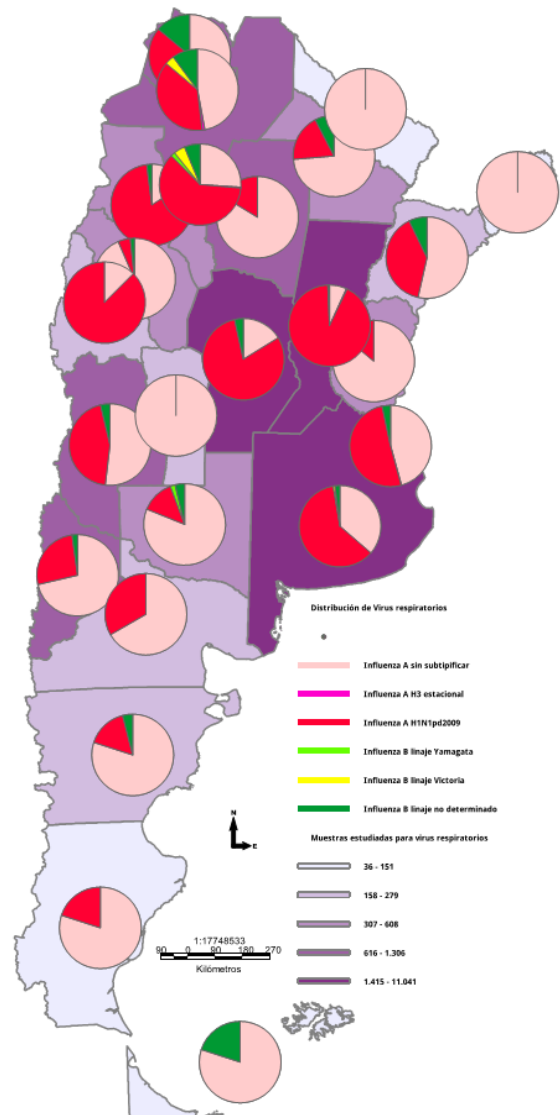 Distribución de Virus respiratorios
Influenza A sin subtipificar
Influenza A H3 estacional
Influenza A H1N1pd2009
Influenza B linaje Yamagata
Influenza B linaje Victoria
Influenza B linaje no determinado
N
E
Muestras estudiadas para virus respiratorios
36 - 151
158 - 279
307 - 608
616 - 1.306
1.415 - 11.041
1:17748533
90 0 90 180 270
Kilómetros